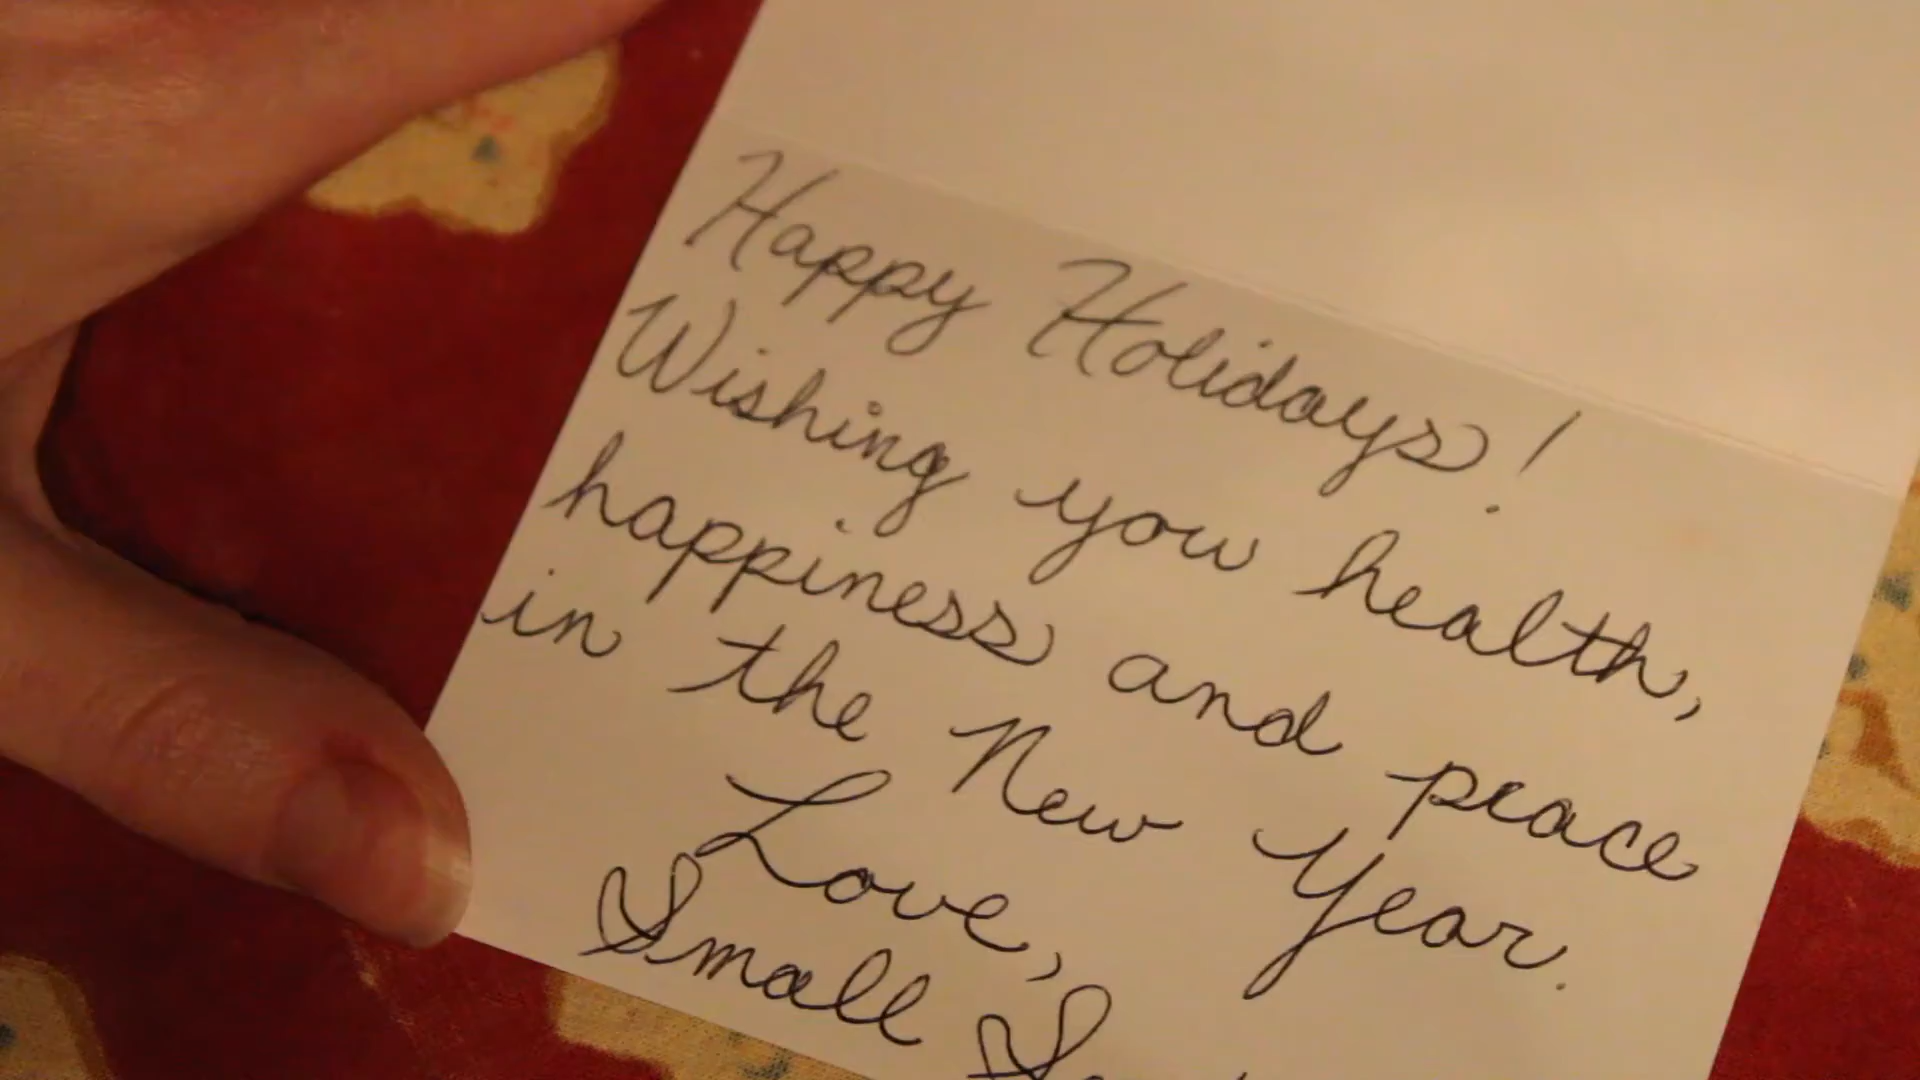 Happy Holidays!
Wishing you health,
happiness and peace
in the New Year.
Love,
Small